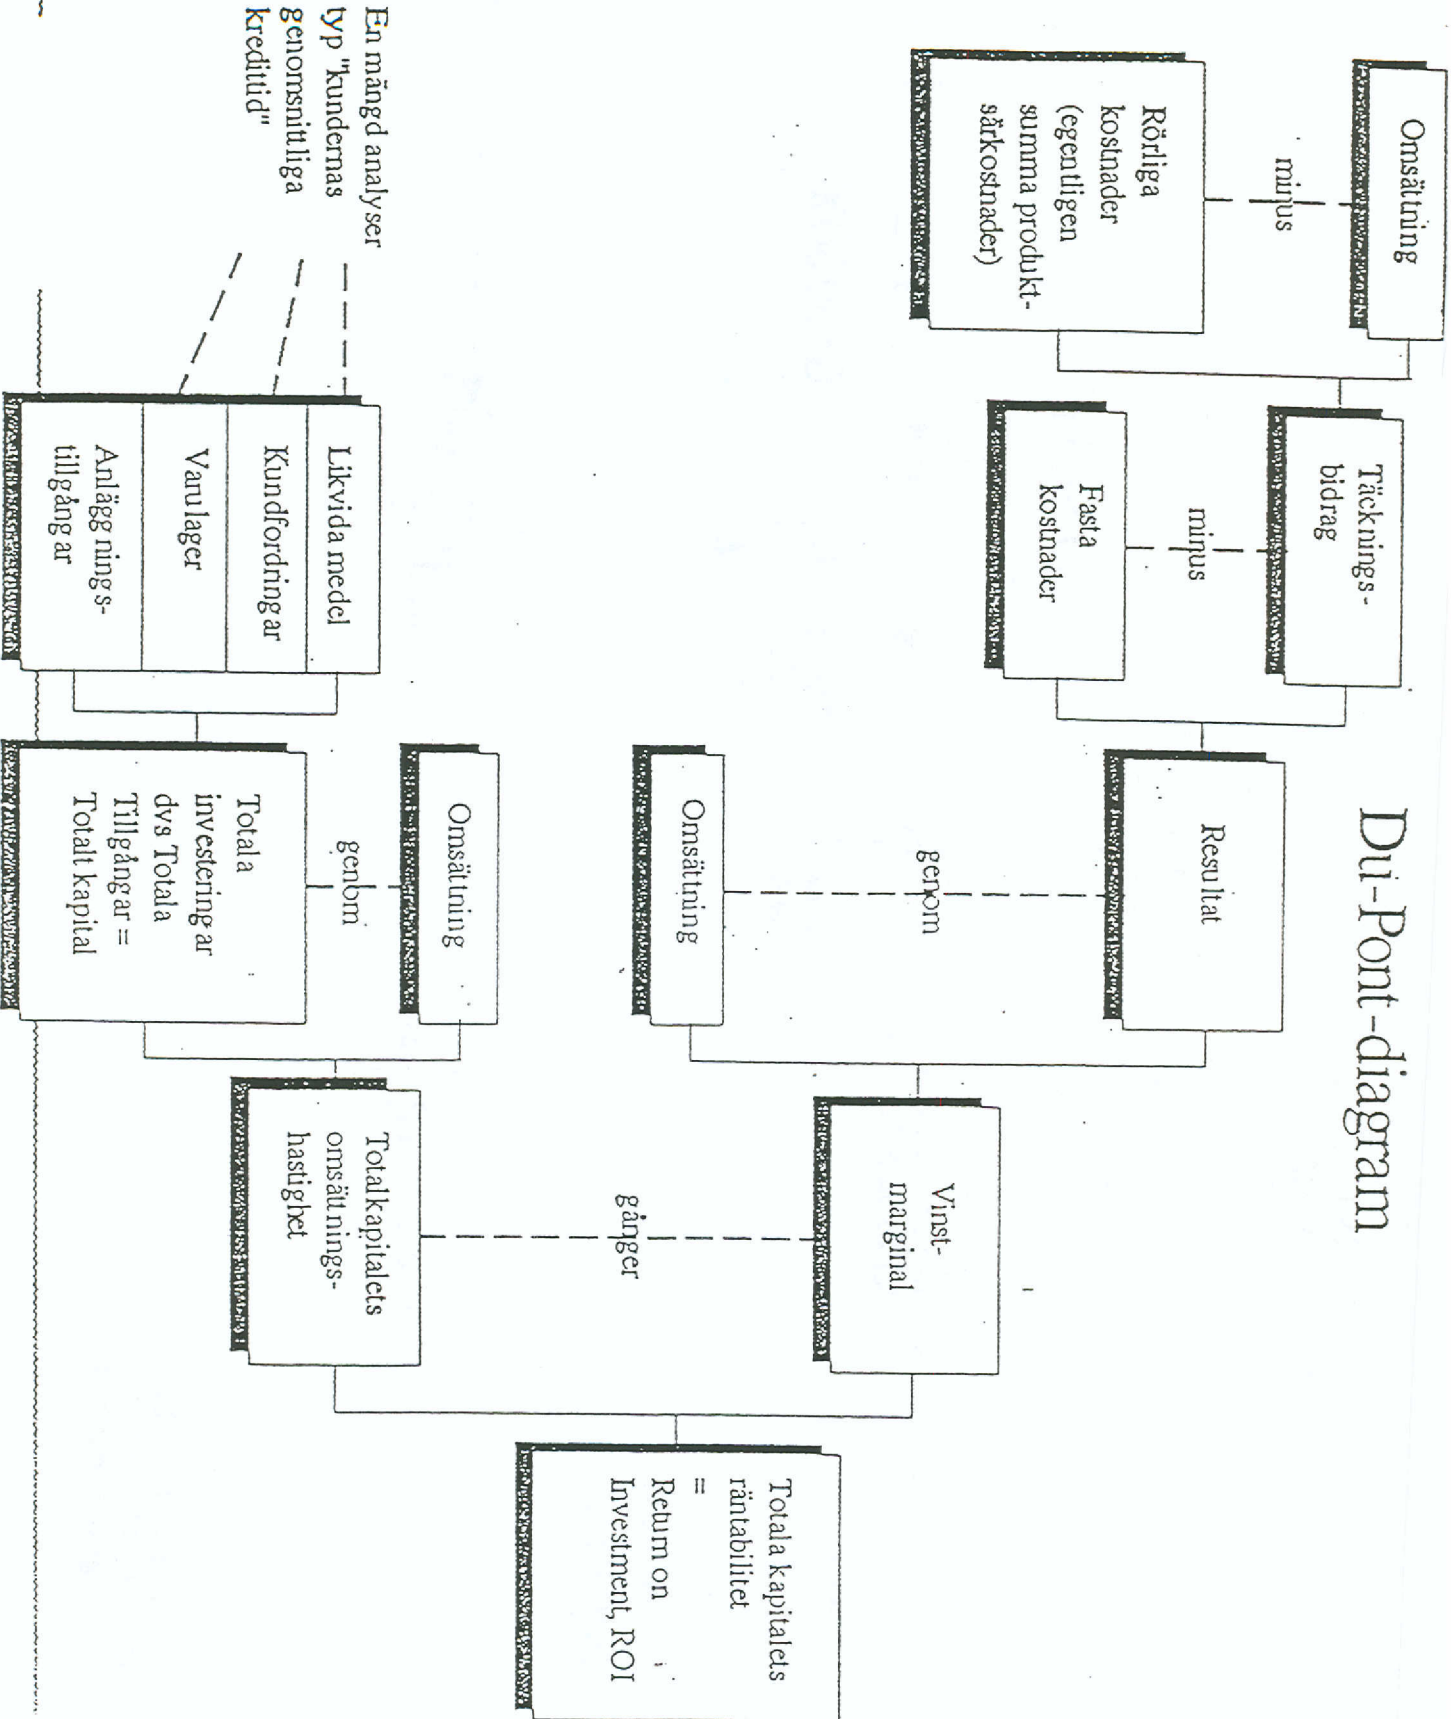 Du-Pont-diagram
Omsättning
minus
Rörliga
kostnader
(egentligen
summa produkt-
särkostnader)
Täcknings-
bidrag
minus
Fasta
kostnader
Resultat
genom
Omsättning
Vinst-
marginal
gånger
Totala kapitalets
räntabilitet
=
Return on
Investment, ROI
En mängd analyser
typ "kundernas
genomsnittliga
kredittid"
Likvida medel
Kundfordringar
Varulager
Anläggnings-
tillgångar
Omsättning
genom
Totala
investeringar
dvs Totala
Tillgångar =
Totalt kapital
Totalkapitalets
omsättnings-
hastighet